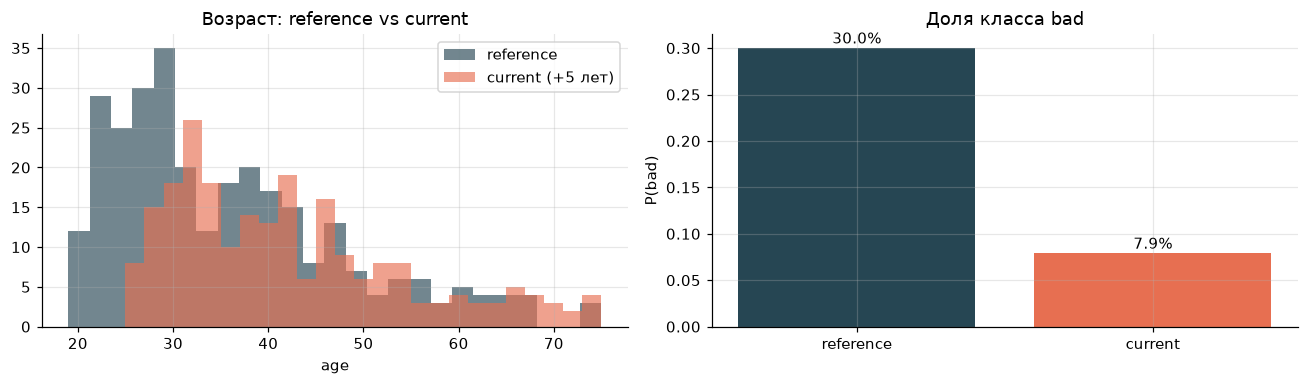 Возраст: reference vs current
35
30
25
20
15
10
5
0
reference
current (+5 лет)
20 30 40 50 60 70
age
Доля класса bad
P(bad)
0.30
0.25
0.20
0.15
0.10
0.05
0.00
30.0%
7.9%
reference current